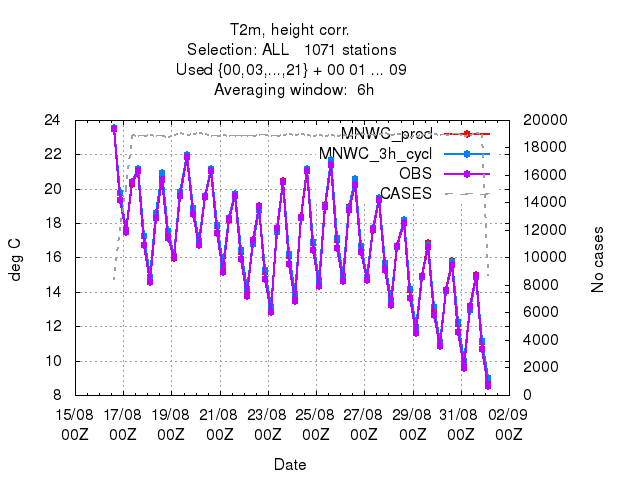 T2m, height corr.
Selection: ALL 1071 stations
Used {00,03,...,21} + 00 01 ... 09
Averaging window: 6h
24 20000
22 18000
20 16000
18 14000
16 12000
14 10000
12 8000
10 6000
8 4000
2000
0
MNWC_prod
MNWC_3h_cycl
OBS
CASES
deg C
No cases
15/08 17/08 19/08 21/08 23/08 25/08 27/08 29/08 31/08 02/09
00Z 00Z 00Z 00Z 00Z 00Z 00Z 00Z 00Z 00Z
Date